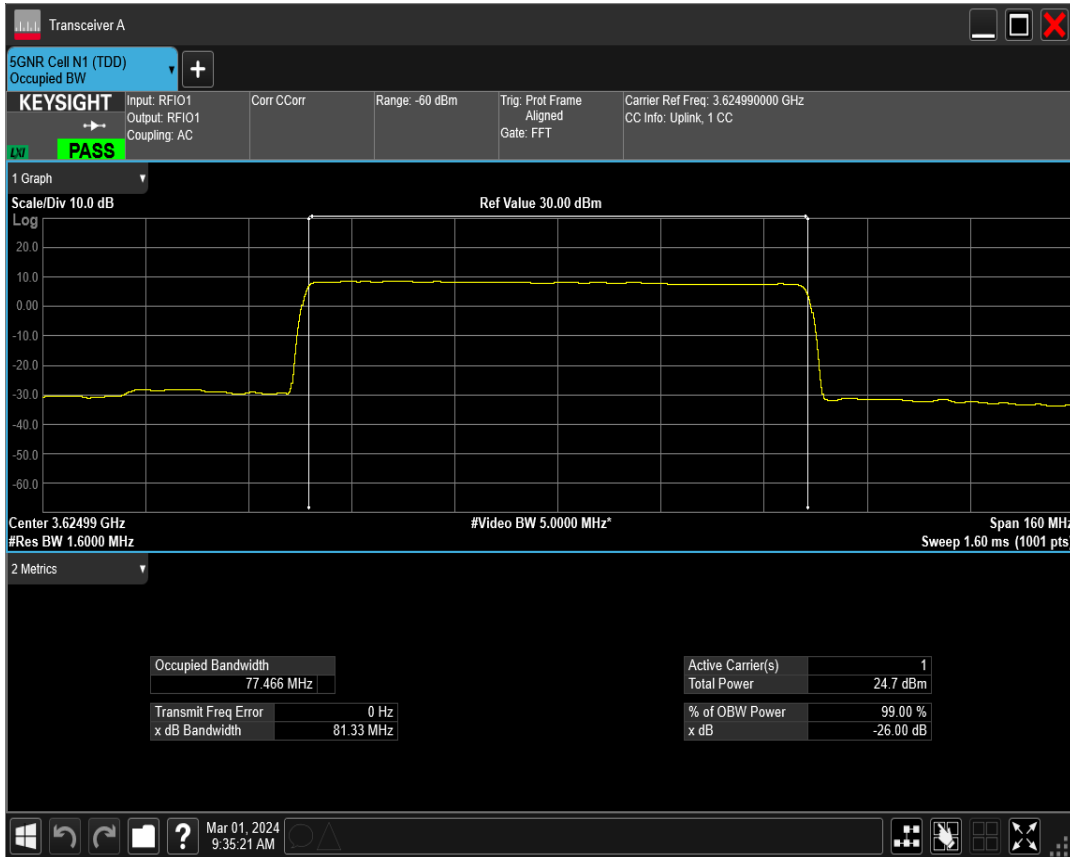 Transceiver A
5GNR Cell N1 (TDD)
Occupied BW
+
KEYSIGHT
LXI
PASS
Input: RFIO1
Output: RFIO1
Coupling: AC
Corr CCorr
Range: -60 dBm
Trig: Prot Frame
Aligned
Gate: FFT
Carrier Ref Freq: 3.624990000 GHz
CC Info: Uplink, 1 CC
1 Graph
Scale/Div 10.0 dB
Ref Value 30.00 dBm
Log
20.0
10.0
0.00
-10.0
-20.0
-30.0
-40.0
-50.0
-60.0
Center 3.62499 GHz
#Video BW 5.0000 MHz*
Span 160 MHz
#Res BW 1.6000 MHz
Sweep 1.60 ms (1001 pts)
2 Metrics
Occupied Bandwidth
77.466 MHz
Transmit Freq Error 0 Hz
x dB Bandwidth 81.33 MHz
Active Carrier(s) 1
Total Power 24.7 dBm
% of OBW Power 99.00 %
x dB -26.00 dB
?
Mar 01, 2024
9:35:21 AM